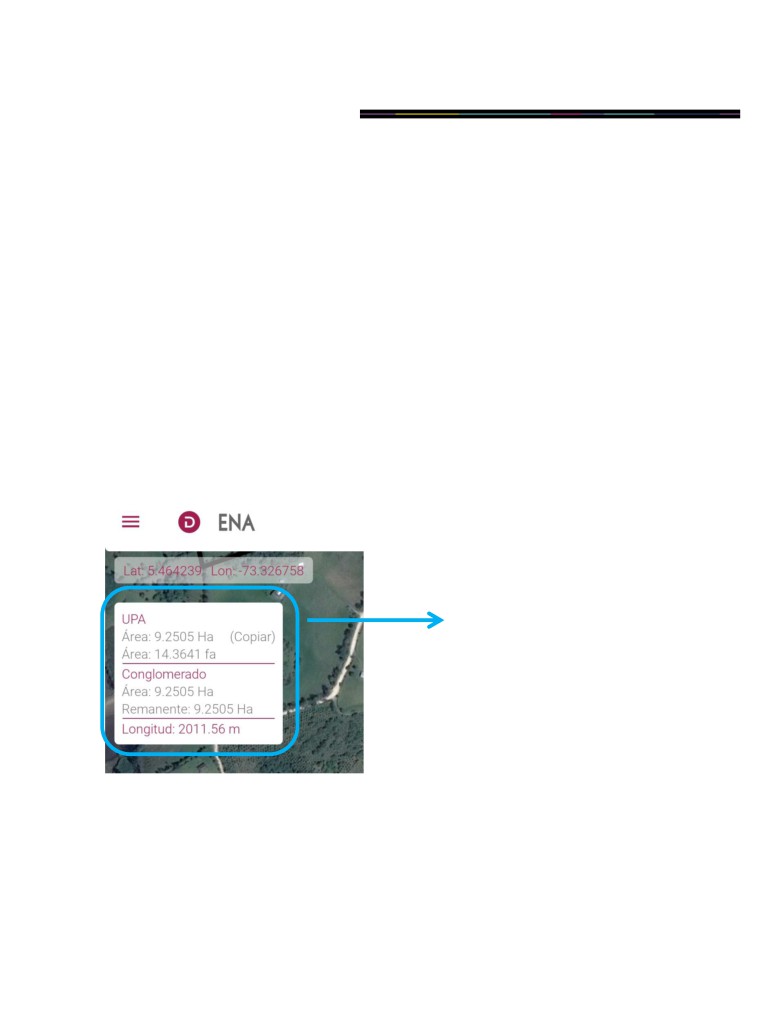 ENA
Lat: 5.464239, Lon: -73.326758
UPA
Área: 9.2505 Ha (Copiar)
Área: 14.3641 fa
Conglomerado
Área: 9.2505 Ha
Remanente: 9.2505 Ha
Longitud: 2011.56 m